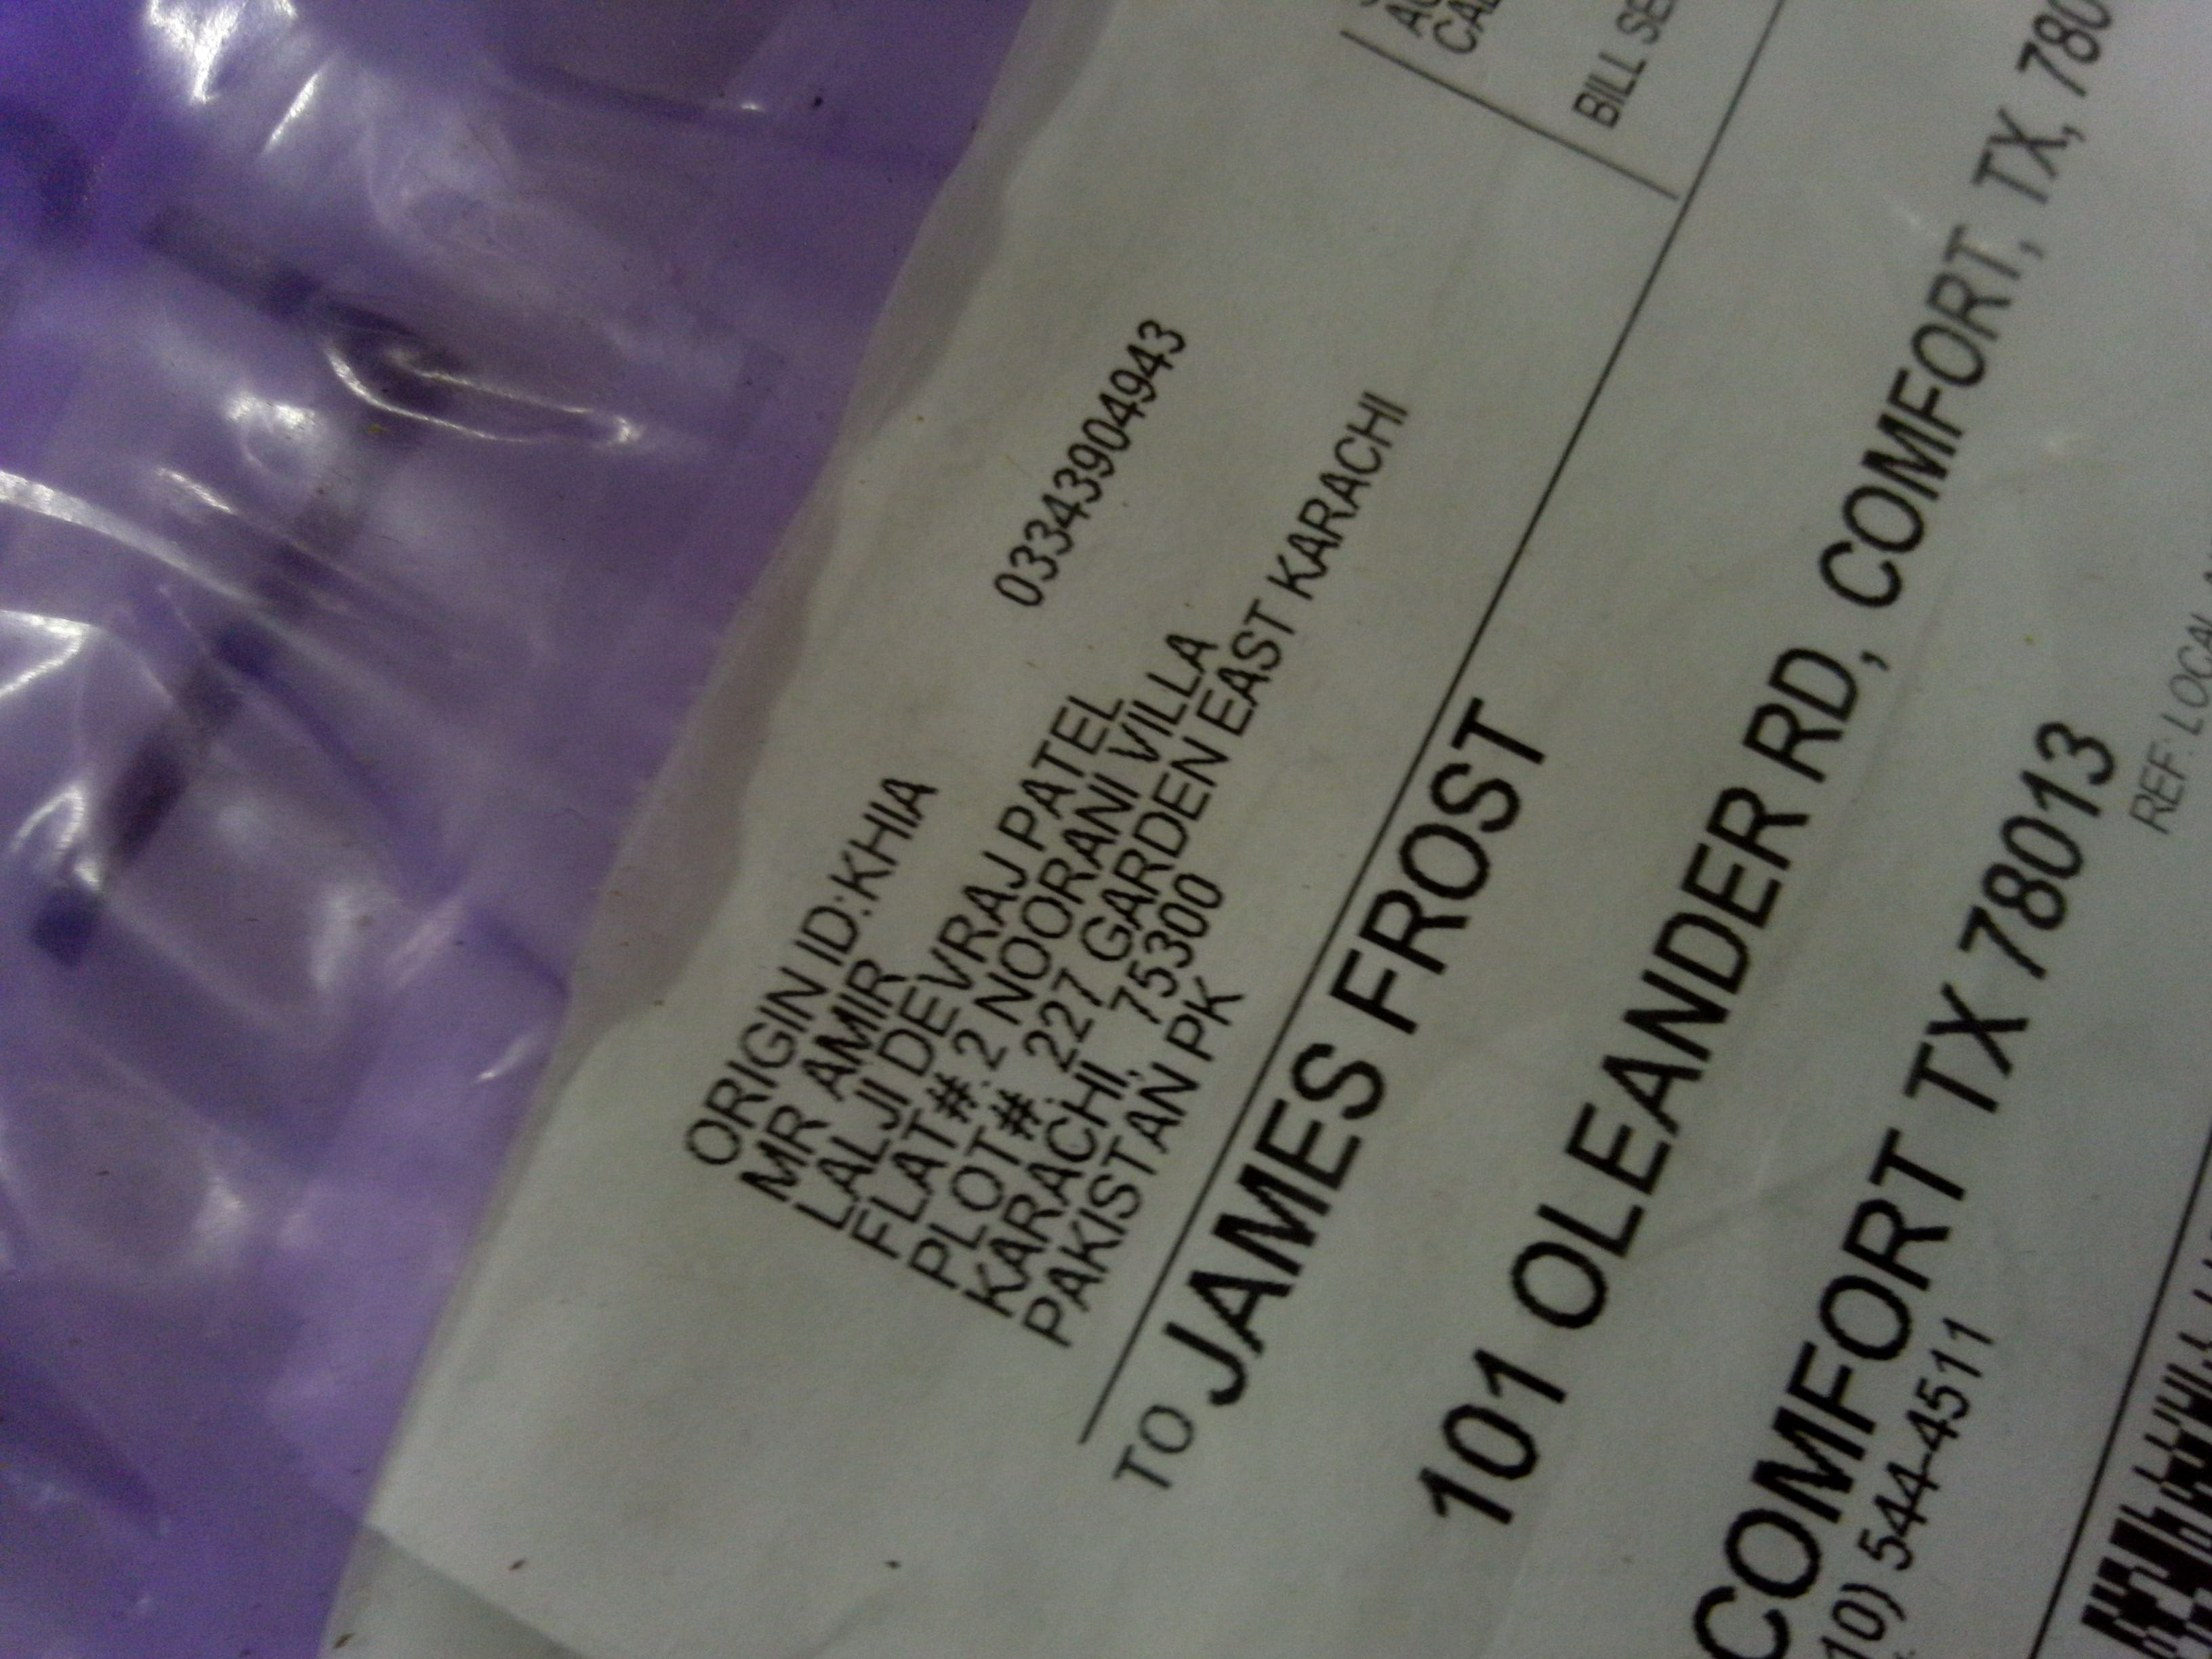 ORIGIN ID:KHIA 03343904943
MR AMIR
LALJI DEVRAJ PATEL
FLAT#:2 NOORANI VILLA
PLOT#: 227 GARDEN EAST KARACHI
KARACHI, 75300
PAKISTAN PK
BILL SE
TO JAMES FROST
101 OLEANDER RD, COMFORT, TX, 780
COMFORT TX 78013
10) 544-4511
REF: LOCAL